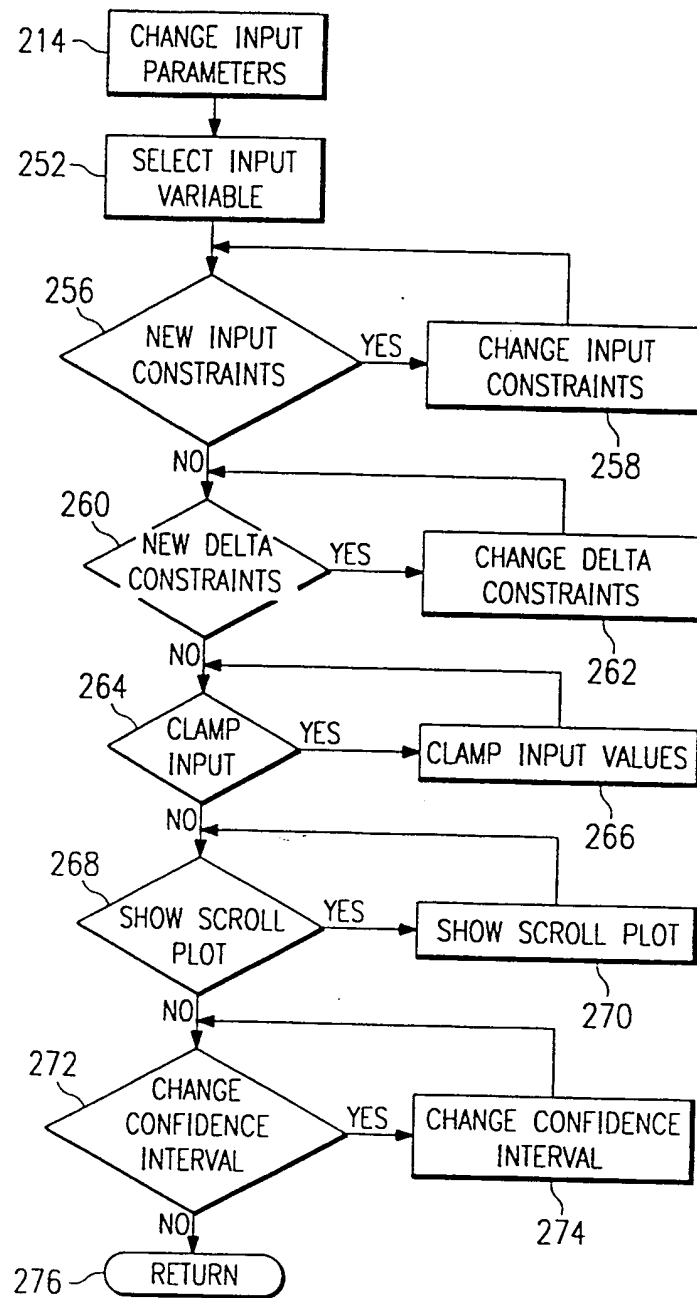 214
CHANGE INPUT
PARAMETERS
252
SELECT INPUT
VARIABLE
256
NEW INPUT
CONSTRAINTS
YES
CHANGE INPUT
CONSTRAINTS
258
NO
260
NEW DELTA
CONSTRAINTS
YES
CHANGE DELTA
CONSTRAINTS
262
NO
264
CLAMP
INPUT
YES
CLAMP INPUT VALUES
266
NO
268
SHOW SCROLL
PLOT
YES
SHOW SCROLL PLOT
270
NO
272
CHANGE
CONFIDENCE
INTERVAL
YES
CHANGE CONFIDENCE
INTERVAL
274
NO
276
RETURN